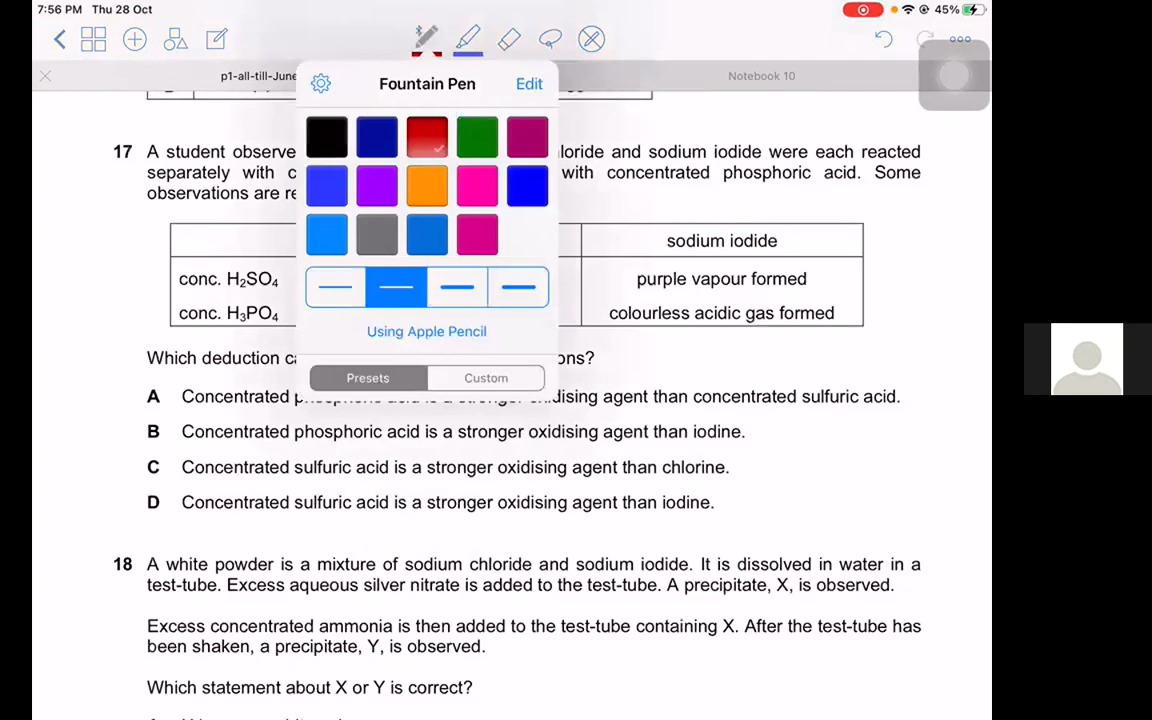 7:56 PM Thu 28 Oct
45%
p1-all-till-June
Notebook 10
Fountain Pen
Edit
Using Apple Pencil
Presets
Custom
17 A student observe loride and sodium iodide were each reacted
separately with c with concentrated phosphoric acid. Some
observations are re
sodium iodide
conc. H2SO4 purple vapour formed
conc. H3PO4 colourless acidic gas formed
Which deduction ca ons?
A Concentrated phosphoric acid is a stronger oxidising agent than concentrated sulfuric acid.
B Concentrated phosphoric acid is a stronger oxidising agent than iodine.
C Concentrated sulfuric acid is a stronger oxidising agent than chlorine.
D Concentrated sulfuric acid is a stronger oxidising agent than iodine.
18 A white powder is a mixture of sodium chloride and sodium iodide. It is dissolved in water in a
test-tube. Excess aqueous silver nitrate is added to the test-tube. A precipitate, X, is observed.
Excess concentrated ammonia is then added to the test-tube containing X. After the test-tube has
been shaken, a precipitate, Y, is observed.
Which statement about X or Y is correct?